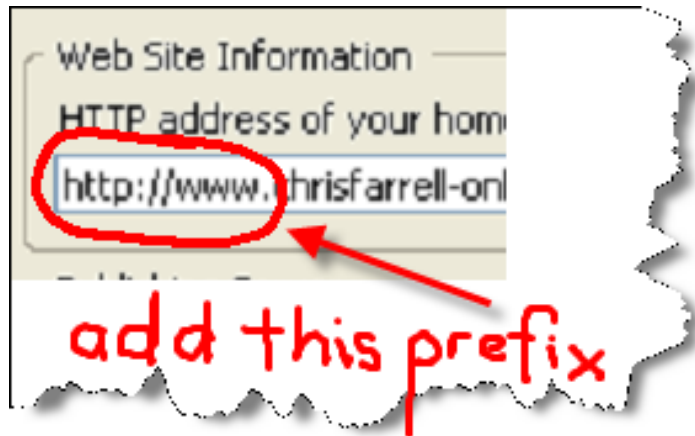 Web Site Information
HTTP address of your hom
http://www.chrisfarrell-onl
add this prefix